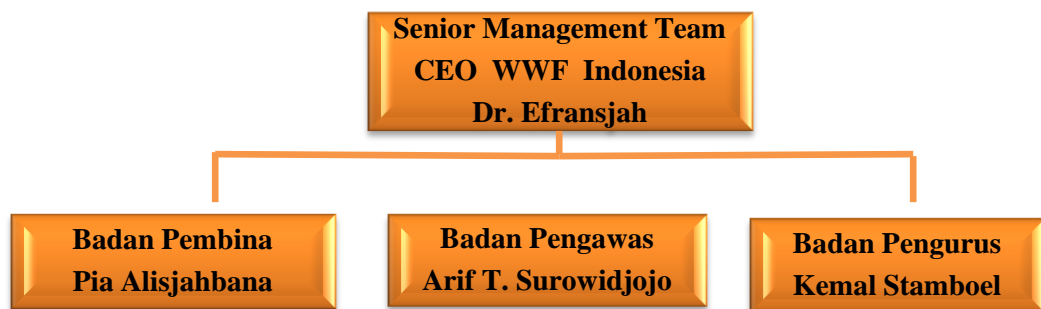 Senior Management Team
CEO WWF Indonesia
Dr. Efransjah
Badan Pembina
Pia Alisjahbana
Badan Pengawas
Arif T. Surowidjojo
Badan Pengurus
Kemal Stamboel